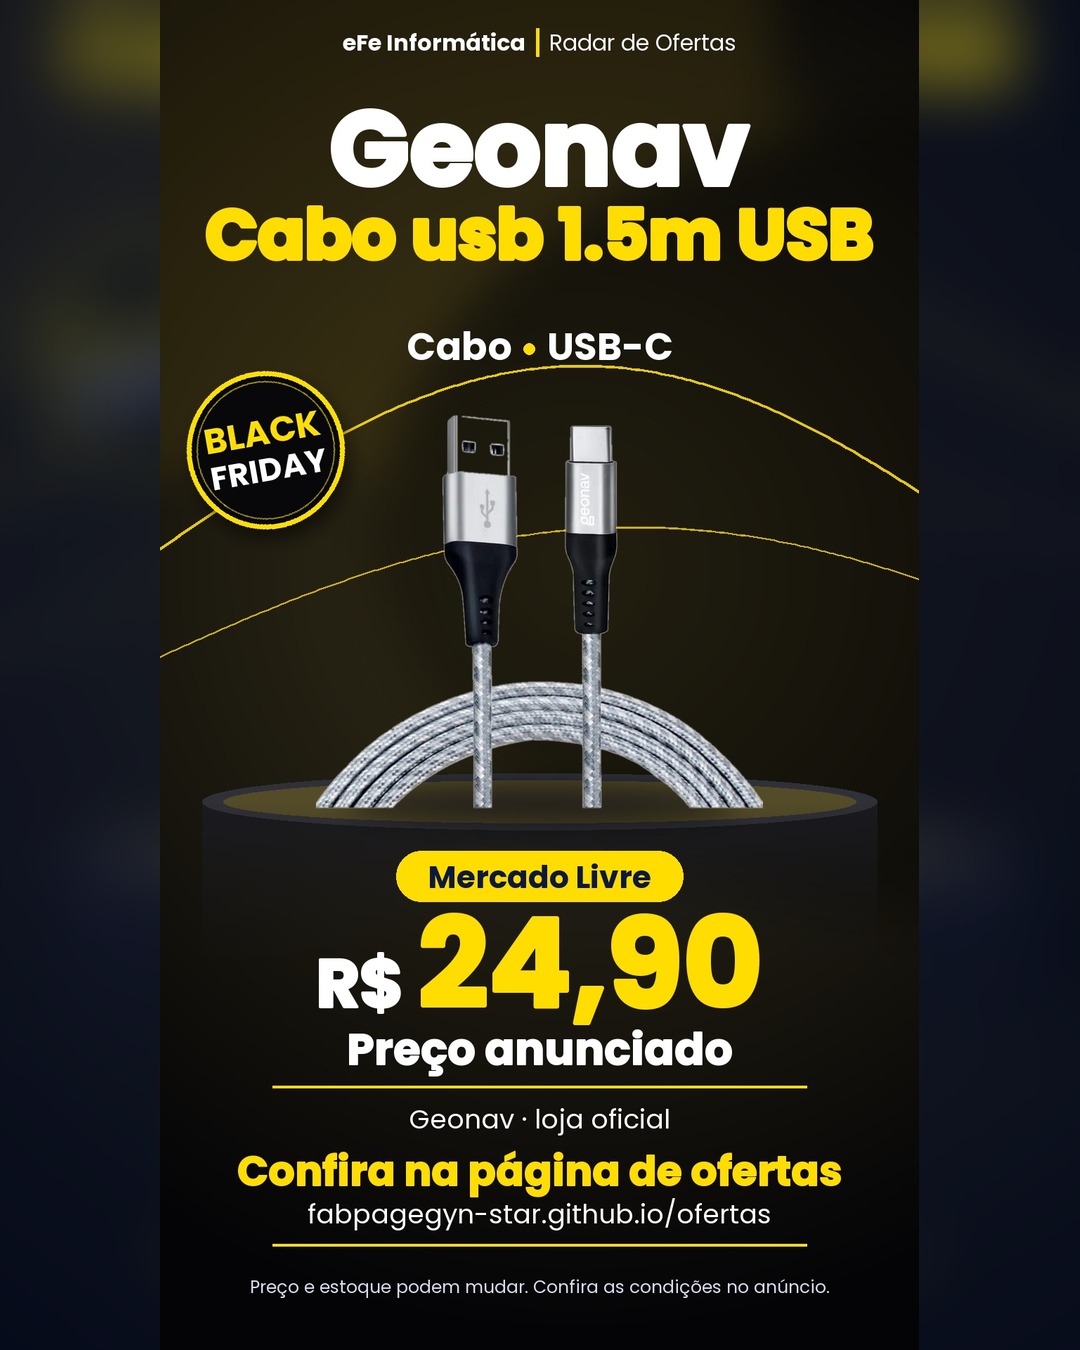 eFe Informática | Radar de Ofertas
Geonav
Cabo usb 1.5m USB
Cabo • USB-C
BLACK
FRIDAY
geonav
Mercado Livre
R$ 24,90
Preço anunciado
Geonav · loja oficial
Confira na página de ofertas
fabpagegyn-star.github.io/ofertas
Preço e estoque podem mudar. Confira as condições no anúncio.